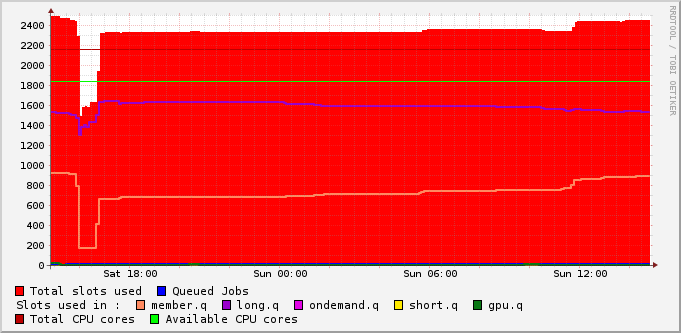 RRDTOOL / TOBI OETIKER
2400
2200
2000
1800
1600
1400
1200
1000
800
600
400
200
0
Sat 18:00 Sun 00:00 Sun 06:00 Sun 12:00
Total slots used Queued Jobs
Slots used in : member.q long.q ondemand.q short.q gpu.q
Total CPU cores Available CPU cores